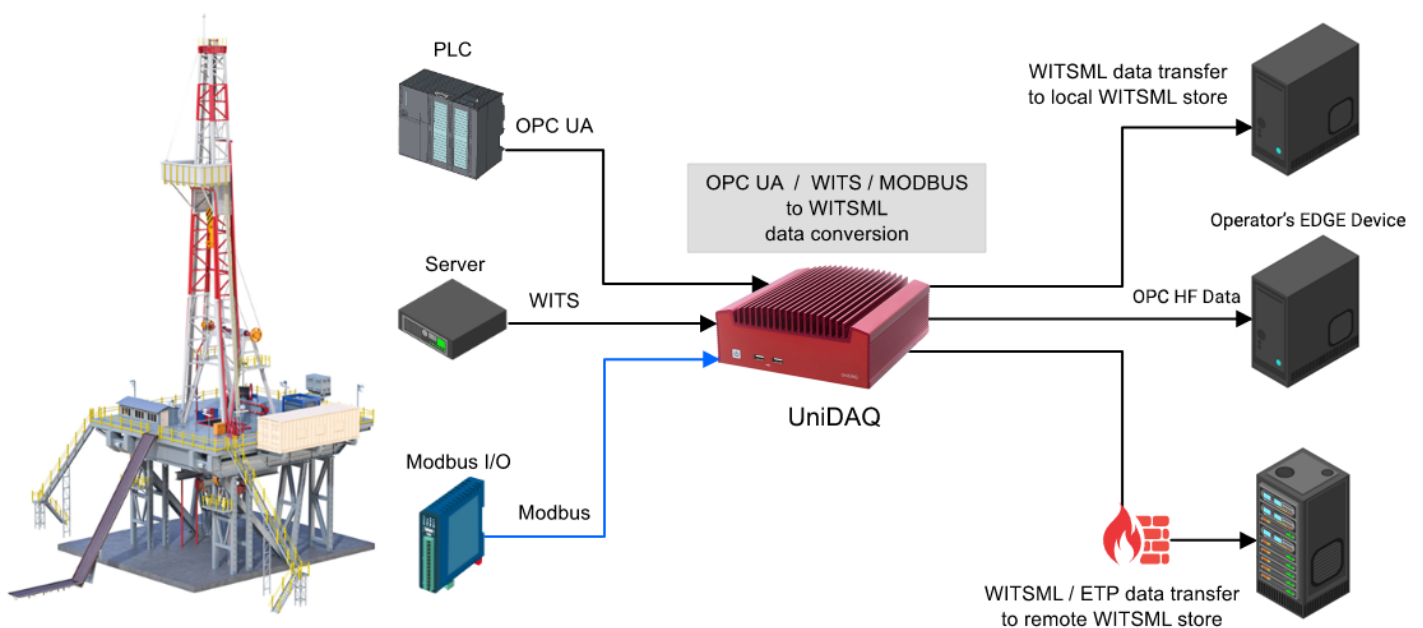 PLC
OPC UA
Server
WITS
Modbus I/O
Modbus
OPC UA / WITS / MODBUS
to WITSML
data conversion
UniDAQ
WITSML data transfer
to local WITSML store
Operator's EDGE Device
OPC HF Data
WITSML / ETP data transfer
to remote WITSML store